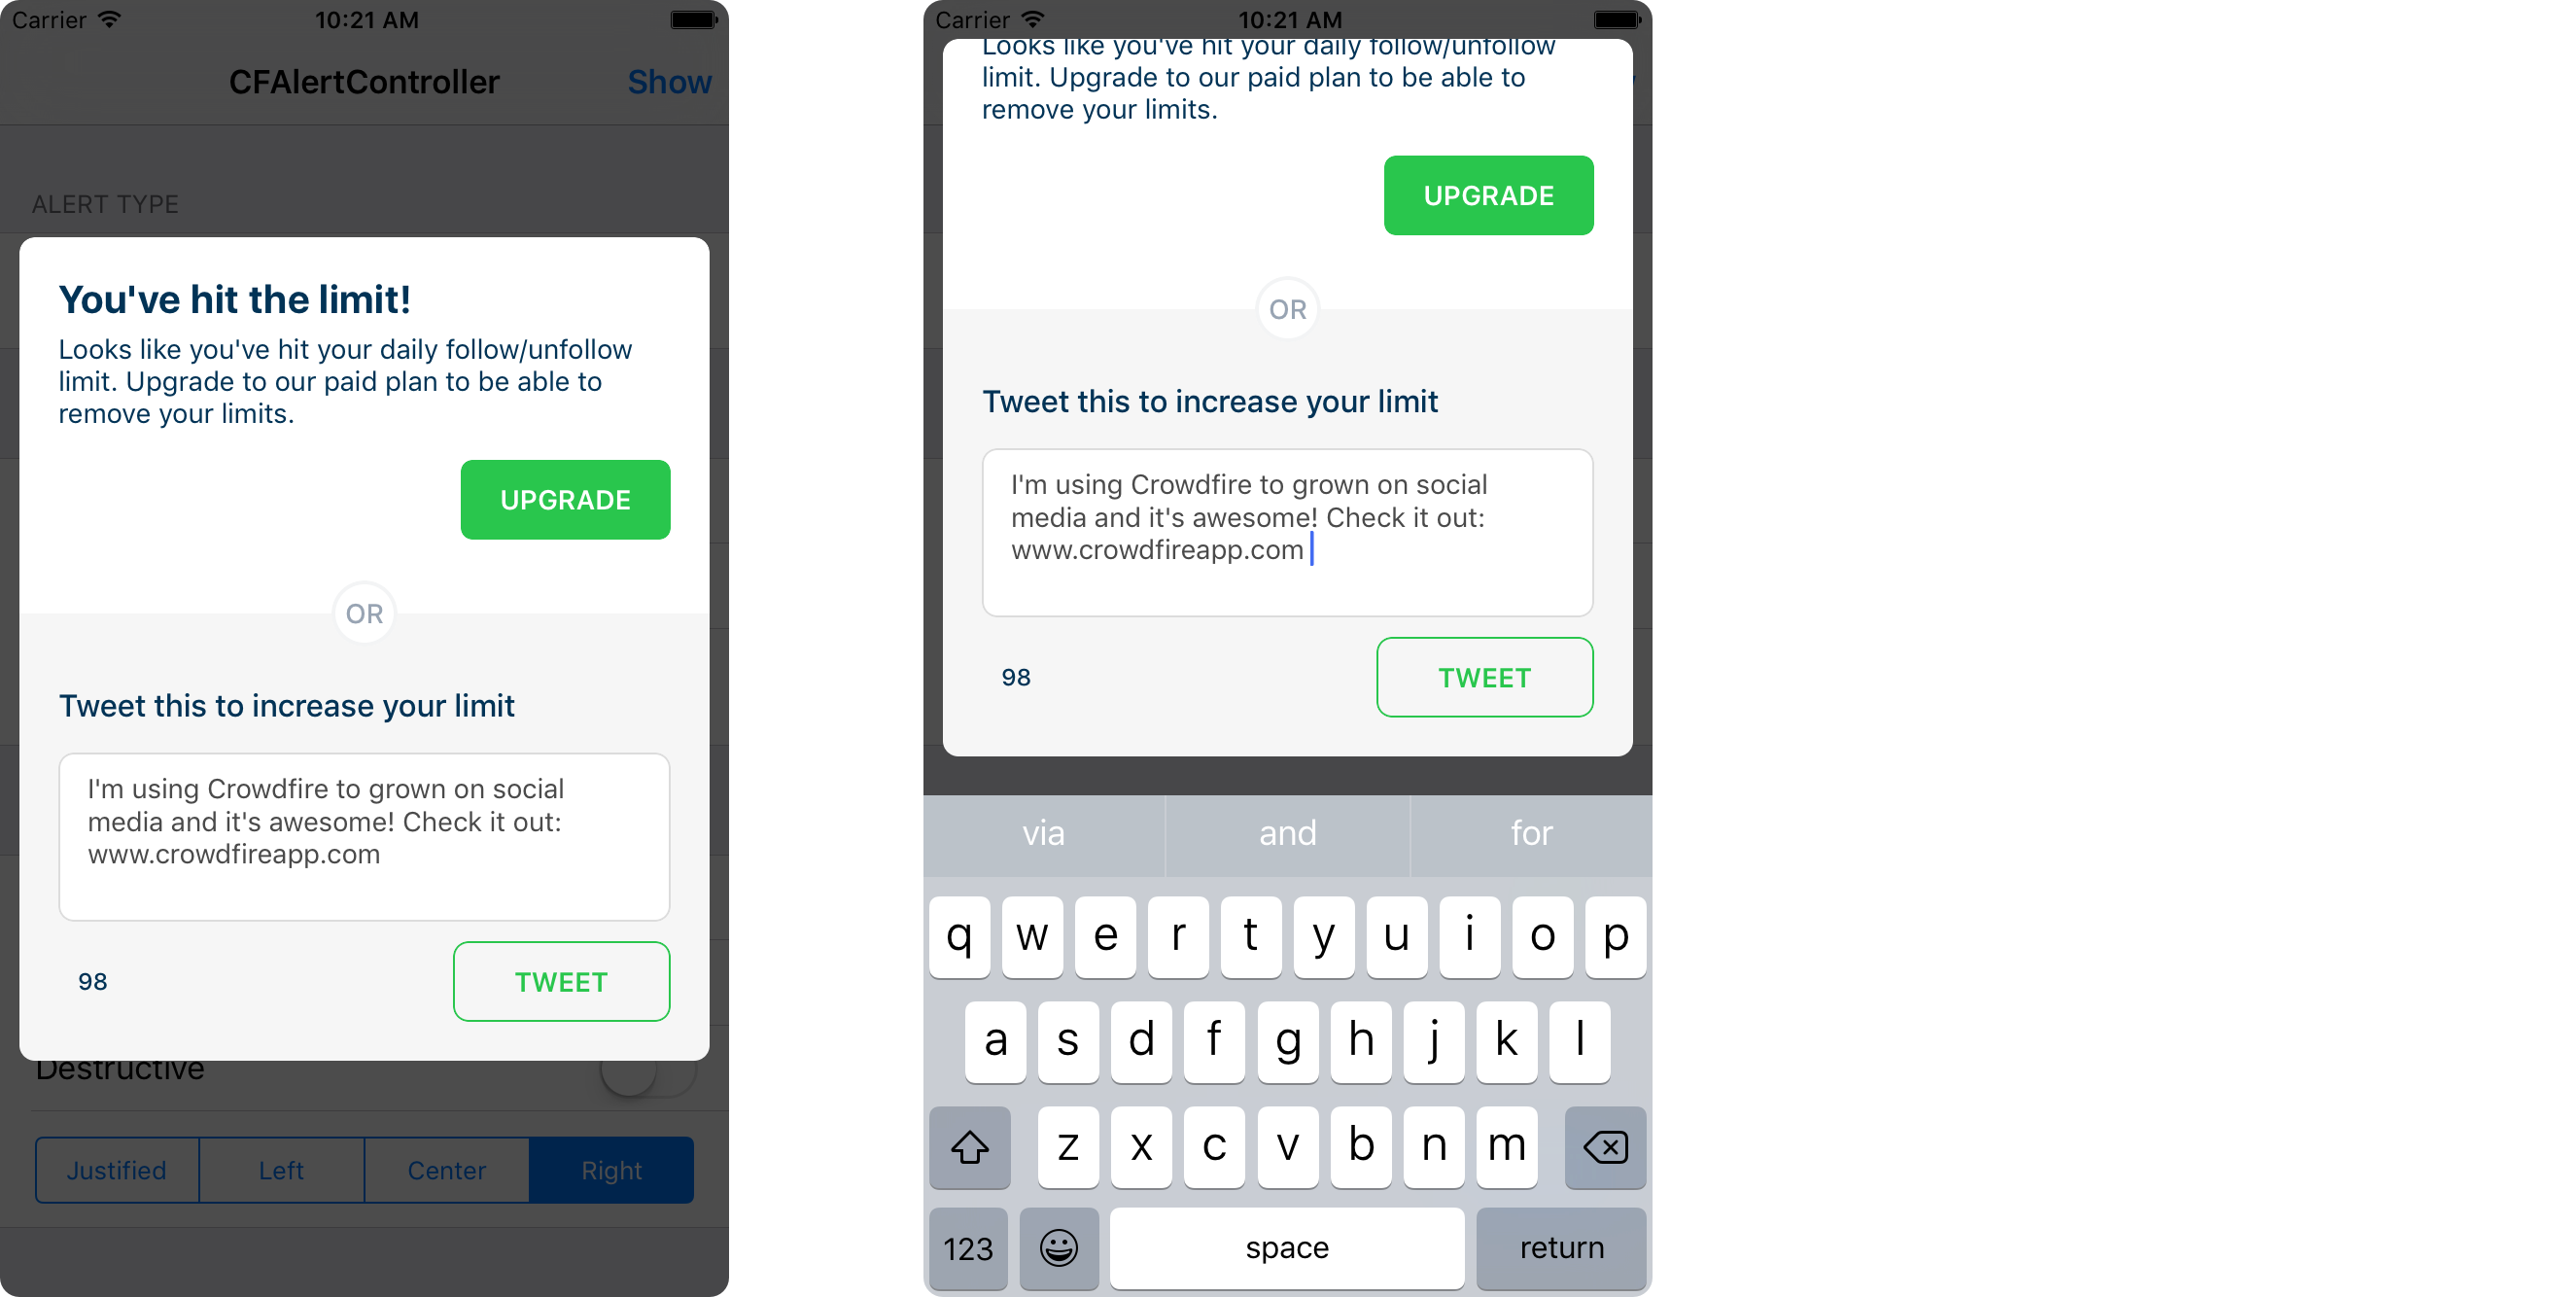 Carrier 10:21 AM
CFAlertController Show
ALERT TYPE
You've hit the limit!
Looks like you've hit your daily follow/unfollow
limit. Upgrade to our paid plan to be able to
remove your limits.
UPGRADE
OR
Tweet this to increase your limit
I'm using Crowdfire to grown on social
media and it's awesome! Check it out:
www.crowdfireapp.com
98 TWEET
Destructive
Justified Left Center Right
Carrier 10:21 AM
Looks like you've hit your daily follow/unfollow
limit. Upgrade to our paid plan to be able to
remove your limits.
UPGRADE
OR
Tweet this to increase your limit
I'm using Crowdfire to grown on social
media and it's awesome! Check it out:
www.crowdfireapp.com
98 TWEET
via and for
q w e r t y u i o p
a s d f g h j k l
z x c v b n m
123 space return